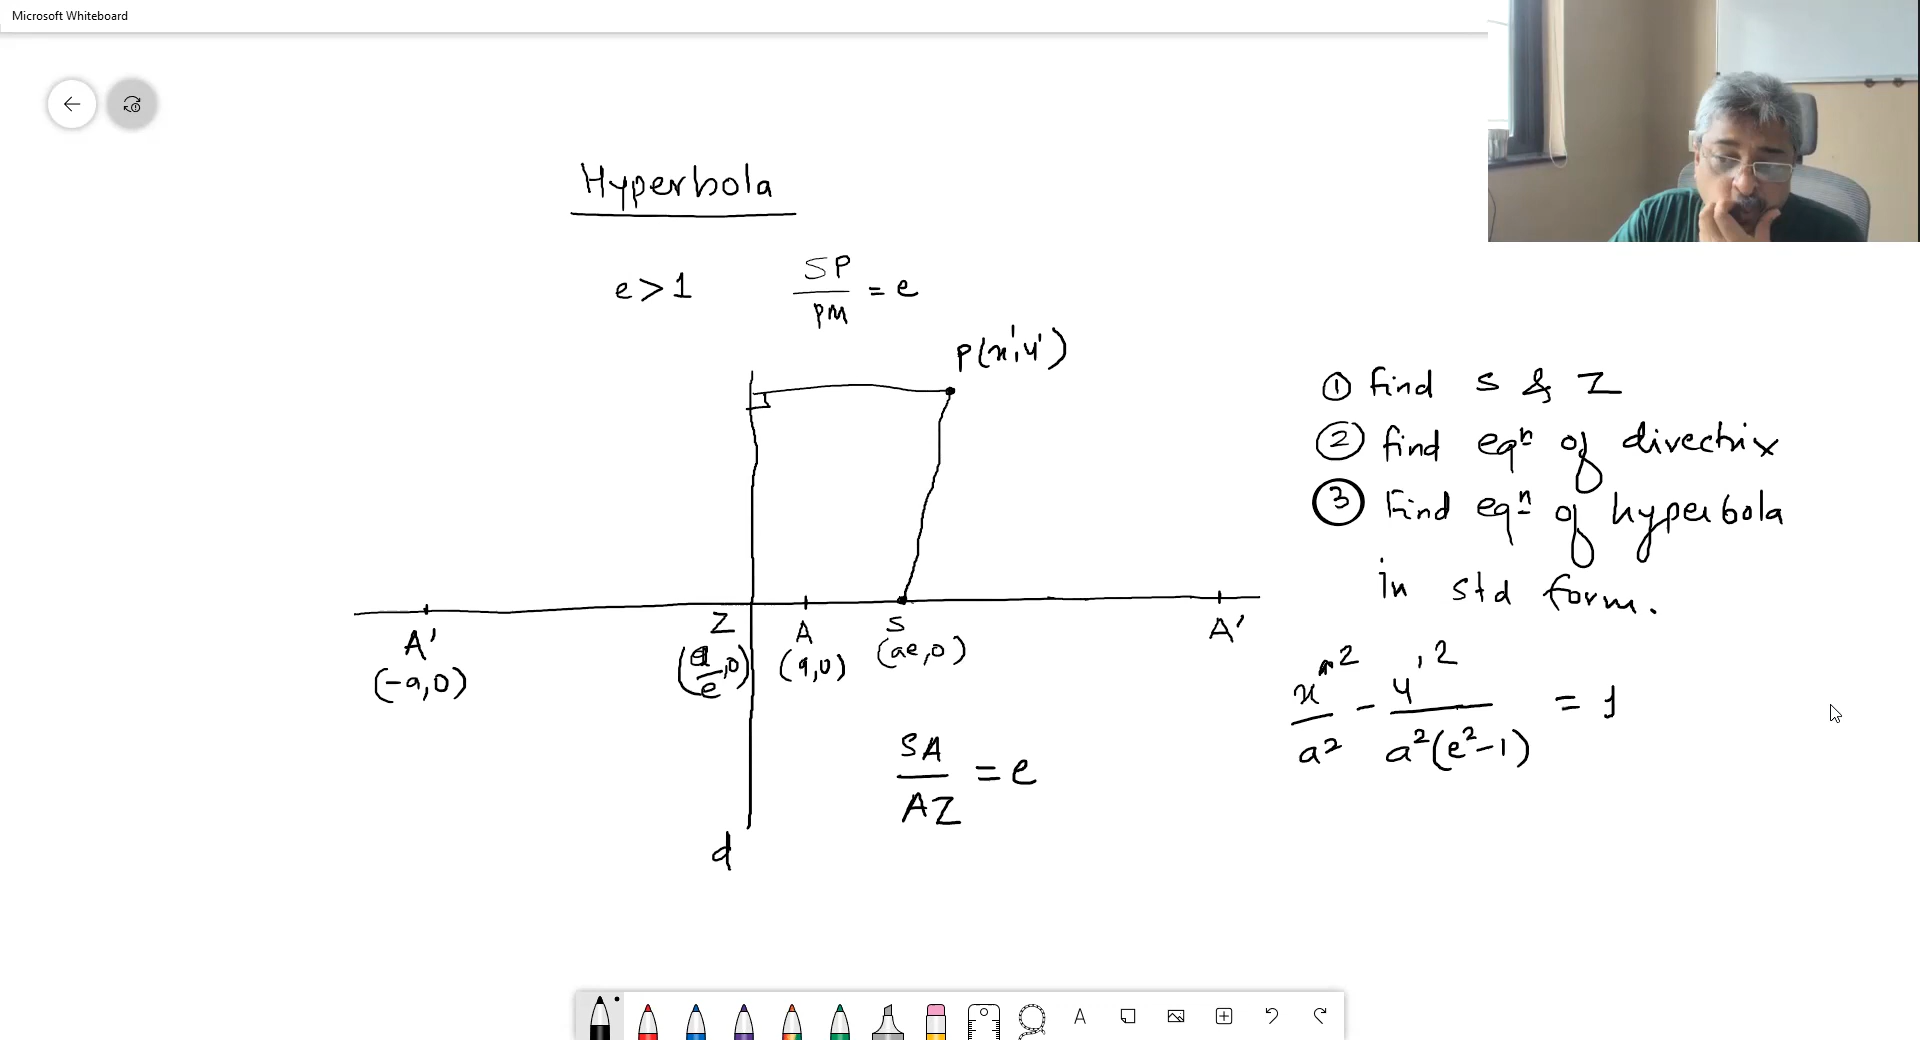 Microsoft Whiteboard
Hyperbola
e > 1
SP/PM = e
P(x',y')
① Find S & Z
② find eqⁿ of directrix
③ Find eqⁿ of hyperbola
in std form.
A'
(-a,0)
Z
(a/e,0)
A
(a,0)
S
(ae,0)
A'
x'²/a² - y'²/a²(e²-1) = 1
SA/AZ = e
d
A